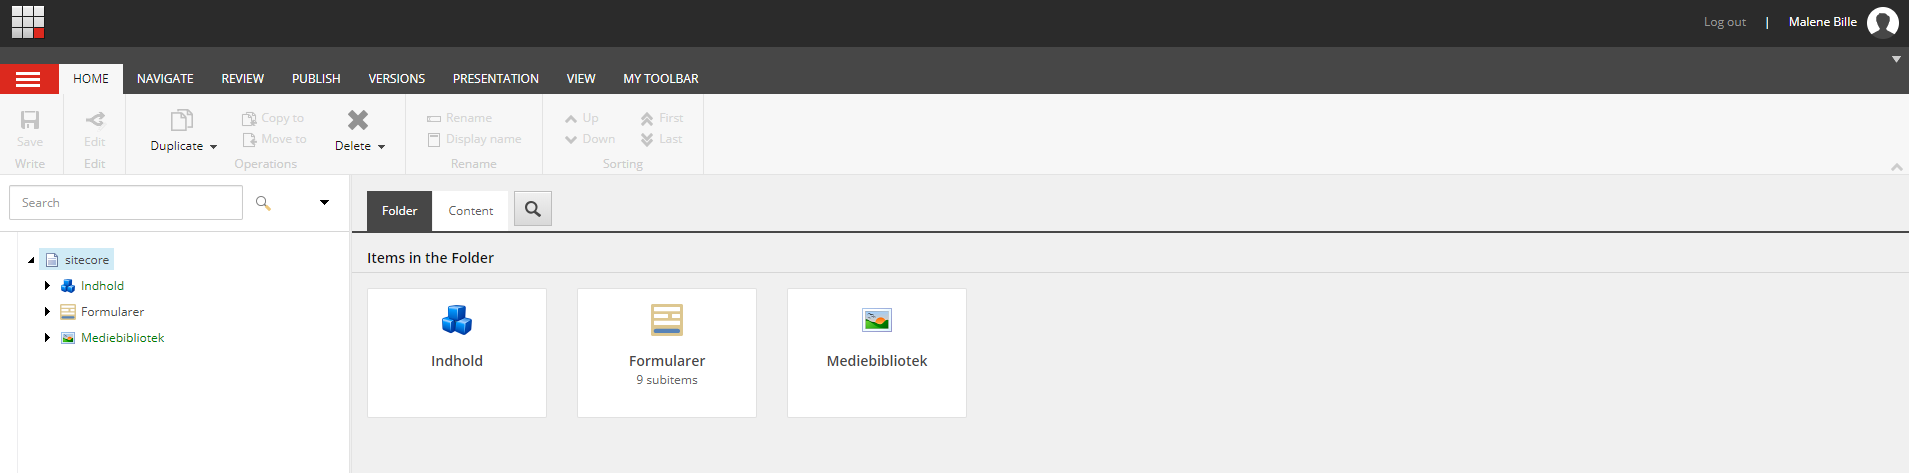 Log out | Malene Bille
HOME NAVIGATE REVIEW PUBLISH VERSIONS PRESENTATION VIEW MY TOOLBAR
Save
Write
Edit
Edit
Duplicate
Copy to
Move to
Delete
Operations
Rename
Display name
Rename
Up
Down
First
Last
Sorting
Search
sitecore
Indhold
Formularer
Mediebibliotek
Folder Content
Items in the Folder
Indhold
Formularer
9 subitems
Mediebibliotek